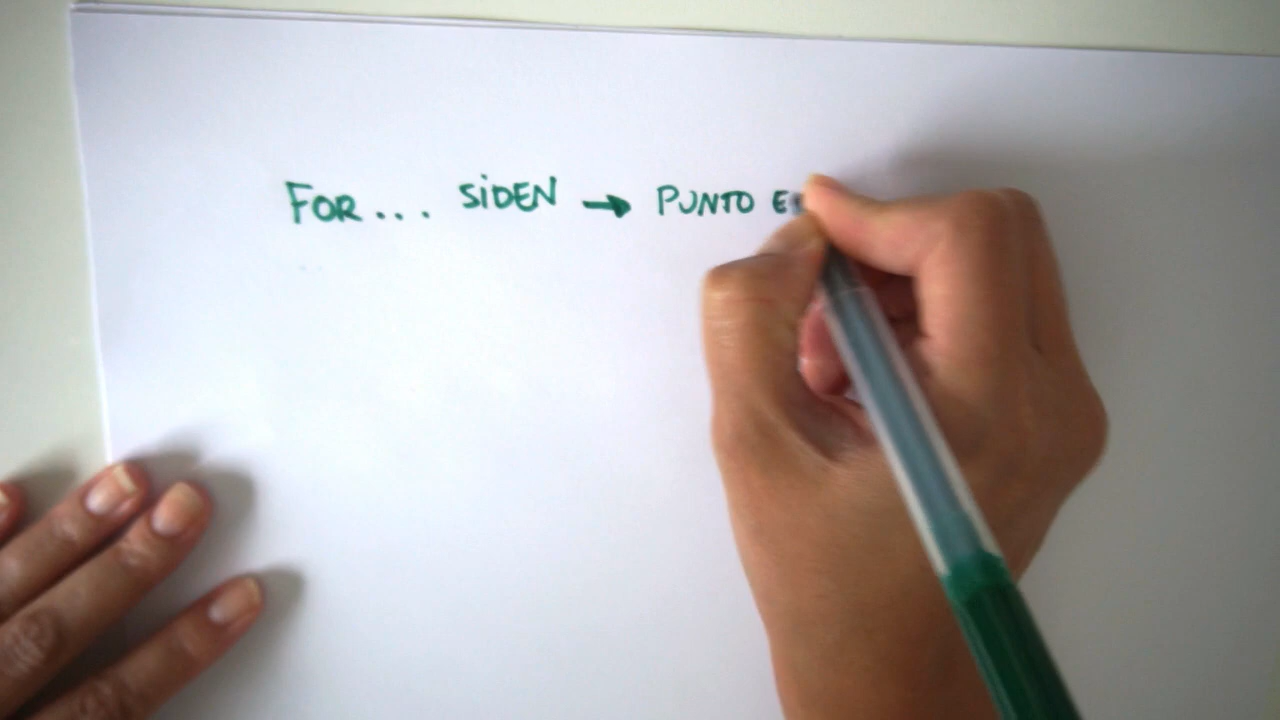 FOR... SiDEN → PUNTO